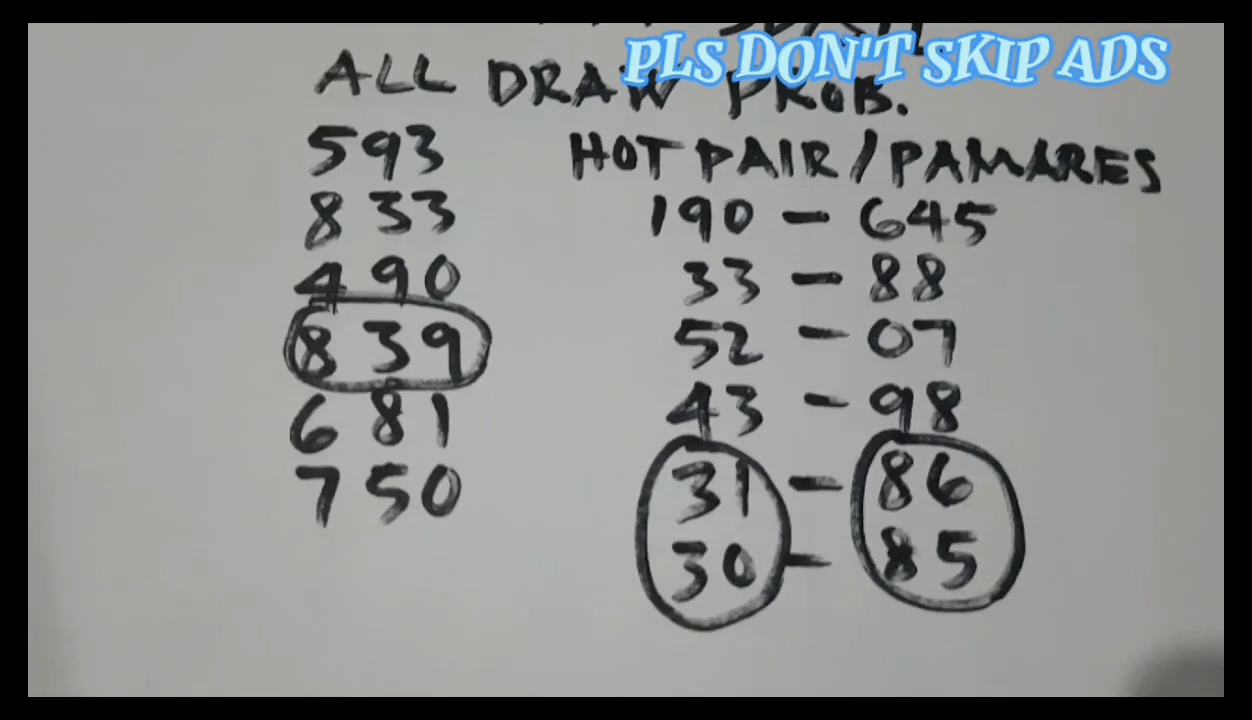 PLS DON'T SKIP ADS
ALL DRAW PROB.
593
833
490
839
681
750
HOT PAIR/PAMARES
190 - 645
33 - 88
52 - 07
43 - 98
31 - 86
30 - 85